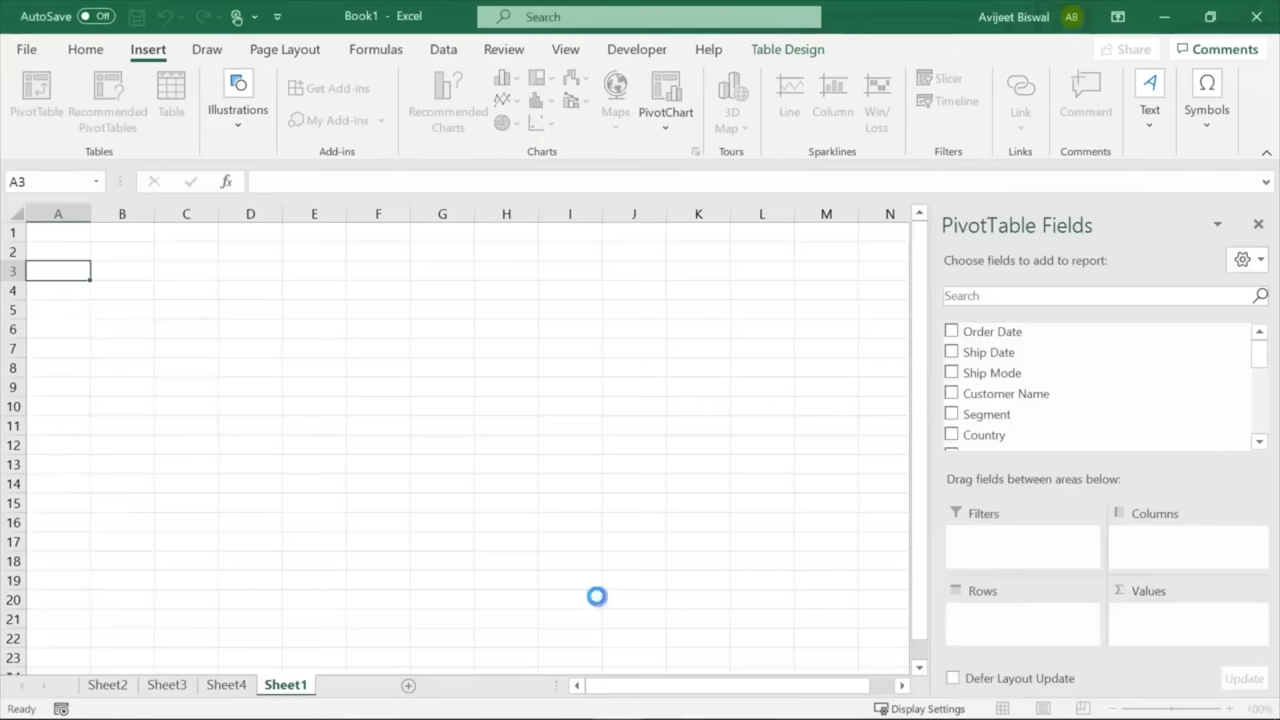 AutoSave Off Book1 - Excel Search Avijeet Biswal AB
File Home Insert Draw Page Layout Formulas Data Review View Developer Help Table Design Share Comments
PivotTable Recommended PivotTables Table Illustrations Get Add-ins My Add-ins Recommended Charts Maps PivotChart 3D Map Line Column Win/Loss Slicer Timeline Link Comment Text Symbols
Tables Add-ins Charts Tours Sparklines Filters Links Comments
A3 fx
A B C D E F G H I J K L M N
1
2
3
4
5
6
7
8
9
10
11
12
13
14
15
16
17
18
19
20
21
22
23
PivotTable Fields
Choose fields to add to report:
Search
Order Date
Ship Date
Ship Mode
Customer Name
Segment
Country
Drag fields between areas below:
Filters Columns
Rows Σ Values
Defer Layout Update Update
Sheet2 Sheet3 Sheet4 Sheet1
Ready Display Settings 100%